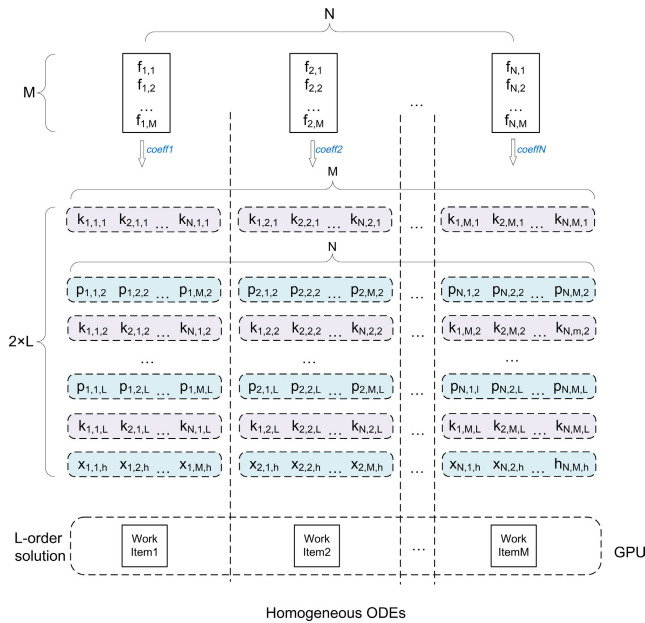 N
M
f1,1 f2,1 fN,1
f1,2 f2,2 fN,2
... ... ... ...
f1,M f2,M fN,M
coeff1 coeff2 coeffN
M
k1,1,1 k2,1,1 ... kN,1,1 k1,2,1 k2,2,1 ... kN,2,1 ... k1,M,1 k2,M,1 ... kN,M,1
N
p1,1,2 p1,2,2 ... p1,M,2 p2,1,2 p2,2,2 ... p2,M,2 ... pN,1,2 pN,2,2 ... pN,M,2
2×L
k1,1,2 k2,1,2 ... kN,1,2 k1,2,2 k2,2,2 ... kN,2,2 ... k1,M,2 k2,M,2 ... kN,m,2
... ... ...
p1,1,L p1,2,L ... p1,M,L p2,1,L p2,2,L ... p2,M,L ... pN,1,l pN,2,L ... pN,M,L
k1,1,L k2,1,L ... kN,1,L k1,2,L k2,2,L ... kN,2,L ... k1,M,L k2,M,L ... kN,M,L
x1,1,h x1,2,h ... x1,M,h x2,1,h x2,2,h ... x2,M,h ... xN,1,h xN,2,h ... hN,M,h
L-order
solution
Work
Item1
Work
Item2
...
Work
ItemM
GPU
Homogeneous ODEs